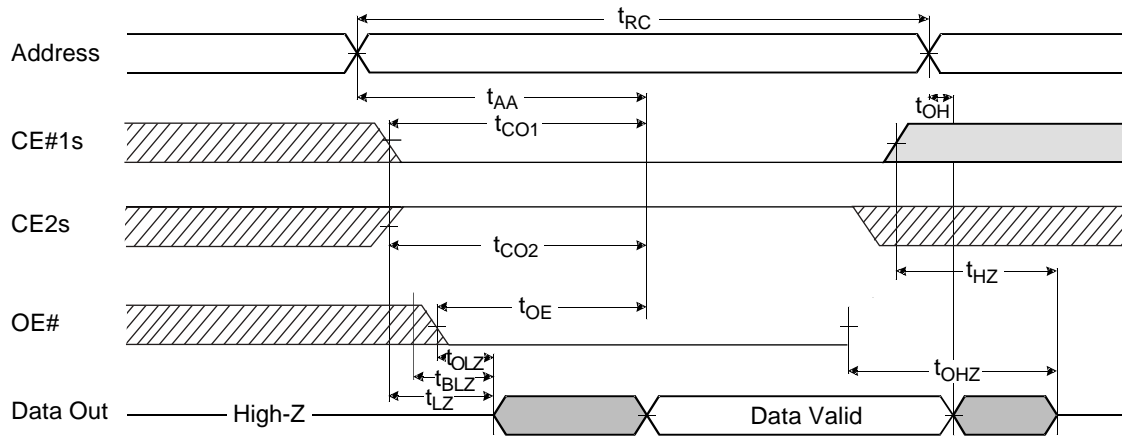 tRC
Address
tAA
tOH
tCO1
CE#1s
CE2s
tCO2
tHZ
tOE
OE#
tOLZ
tBLZ
tOHZ
tLZ
Data Out
High-Z
Data Valid